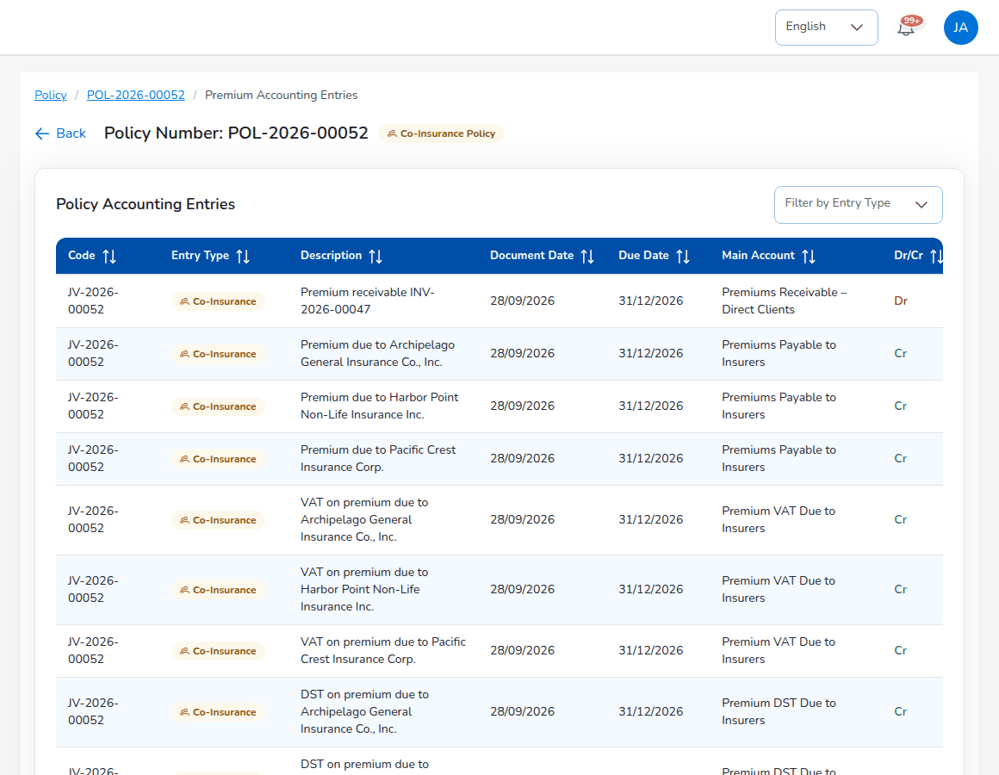 English
99+
JA
Policy / POL-2026-00052 / Premium Accounting Entries
Back Policy Number: POL-2026-00052 Co-Insurance Policy
Policy Accounting Entries
Filter by Entry Type
Code Entry Type Description Document Date Due Date Main Account Dr/Cr
JV-2026-
00052
Co-Insurance
Premium receivable INV-
2026-00047
28/09/2026
31/12/2026
Premiums Receivable –
Direct Clients
Dr
JV-2026-
00052
Co-Insurance
Premium due to Archipelago
General Insurance Co., Inc.
28/09/2026
31/12/2026
Premiums Payable to
Insurers
Cr
JV-2026-
00052
Co-Insurance
Premium due to Harbor Point
Non-Life Insurance Inc.
28/09/2026
31/12/2026
Premiums Payable to
Insurers
Cr
JV-2026-
00052
Co-Insurance
Premium due to Pacific Crest
Insurance Corp.
28/09/2026
31/12/2026
Premiums Payable to
Insurers
Cr
JV-2026-
00052
Co-Insurance
VAT on premium due to
Archipelago General
Insurance Co., Inc.
28/09/2026
31/12/2026
Premium VAT Due to
Insurers
Cr
JV-2026-
00052
Co-Insurance
VAT on premium due to
Harbor Point Non-Life
Insurance Inc.
28/09/2026
31/12/2026
Premium VAT Due to
Insurers
Cr
JV-2026-
00052
Co-Insurance
VAT on premium due to Pacific
Crest Insurance Corp.
28/09/2026
31/12/2026
Premium VAT Due to
Insurers
Cr
JV-2026-
00052
Co-Insurance
DST on premium due to
Archipelago General
Insurance Co., Inc.
28/09/2026
31/12/2026
Premium DST Due to
Insurers
Cr
JV-2026-
DST on premium due to
Premium DST Due to